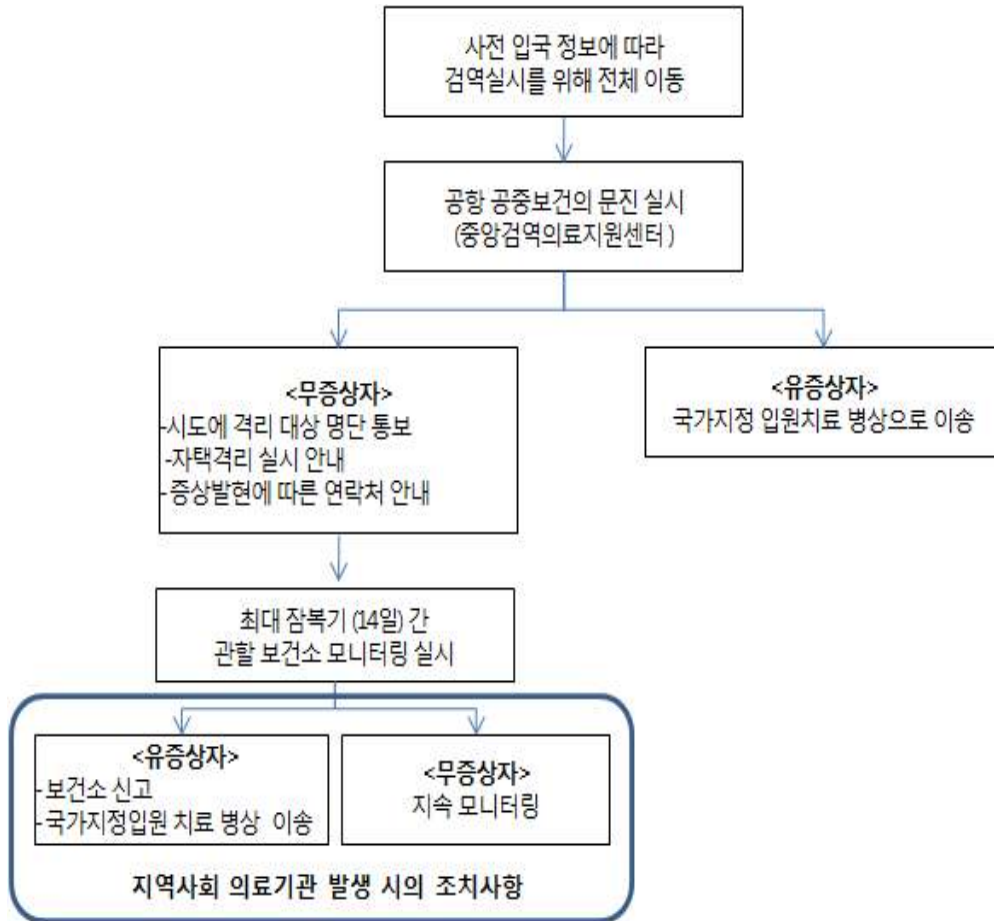 사전 입국 정보에 따라
검역실시를 위해 전체 이동
공항 공중보건의 문진 실시
(중앙검역의료지원센터 )
<무증상자>
-시도에 격리 대상 명단 통보
-자택격리 실시 안내
-증상발현에 따른 연락처 안내
<유증상자>
국가지정 입원치료 병상으로 이송
최대 잠복기 (14일) 간
관할 보건소 모니터링 실시
<유증상자>
- 보건소 신고
-국가지정입원 치료 병상 이송
<무증상자>
지속 모니터링
지역사회 의료기관 발생 시의 조치사항